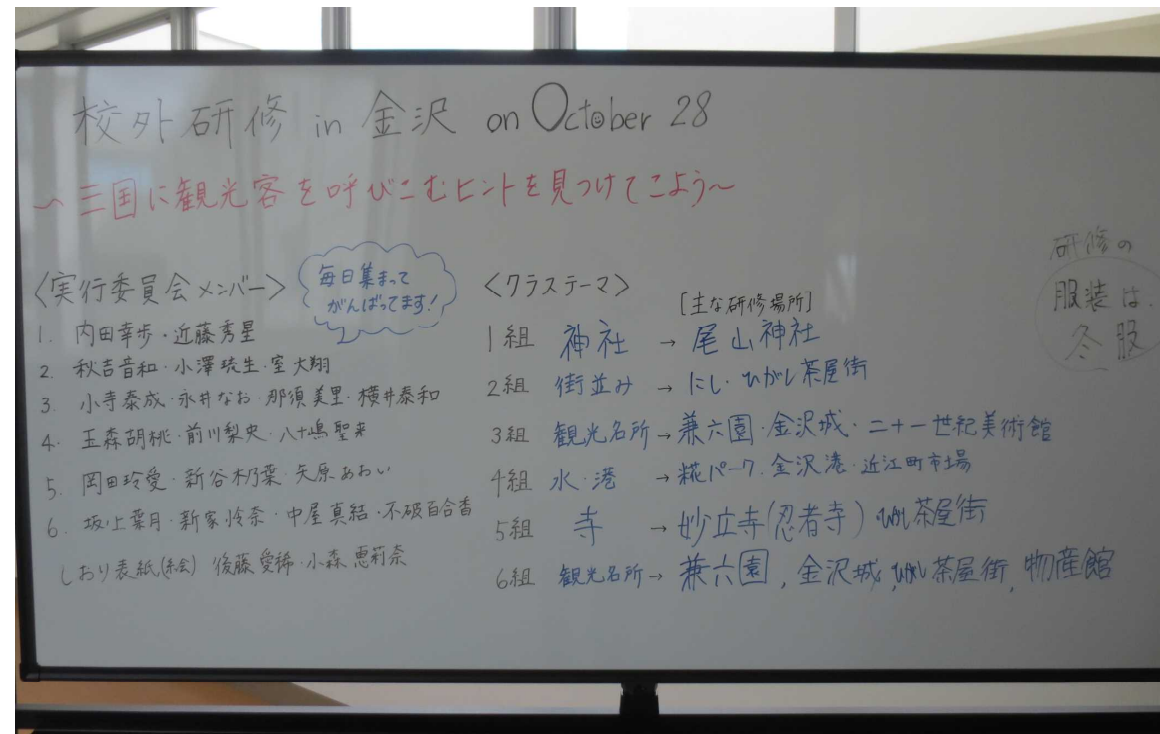 校外研修 in 金沢 on October 28
〜三国に観光客を呼びこむヒントを見つけてこよう〜
〈実行委員会メンバー〉
毎日集まって
がんばってます!
1. 内田幸歩・近藤秀星
2. 秋吉音和・小澤琉生・室大翔
3. 小寺泰成・永井なお・那須美里・横井泰和
4. 玉森胡桃・前川梨央・八十嶋聖来
5. 岡田玲愛・新谷木乃葉・矢原あおい
6. 坂上葉月・新家怜奈・中屋真結・不破百合香
しおり表紙(絵) 後藤愛稀・小森恵莉奈
〈クラステーマ〉
[主な研修場所]
1組 神社 → 尾山神社
2組 街並み → にし・ひがし茶屋街
3組 観光名所 → 兼六園・金沢城・二十一世紀美術館
4組 水・港 → 糀パーク・金沢港・近江町市場
5組 寺 → 妙立寺(忍者寺) ひがし茶屋街
6組 観光名所 → 兼六園, 金沢城, ひがし茶屋街, 物産館
研修の
服装は、
冬服